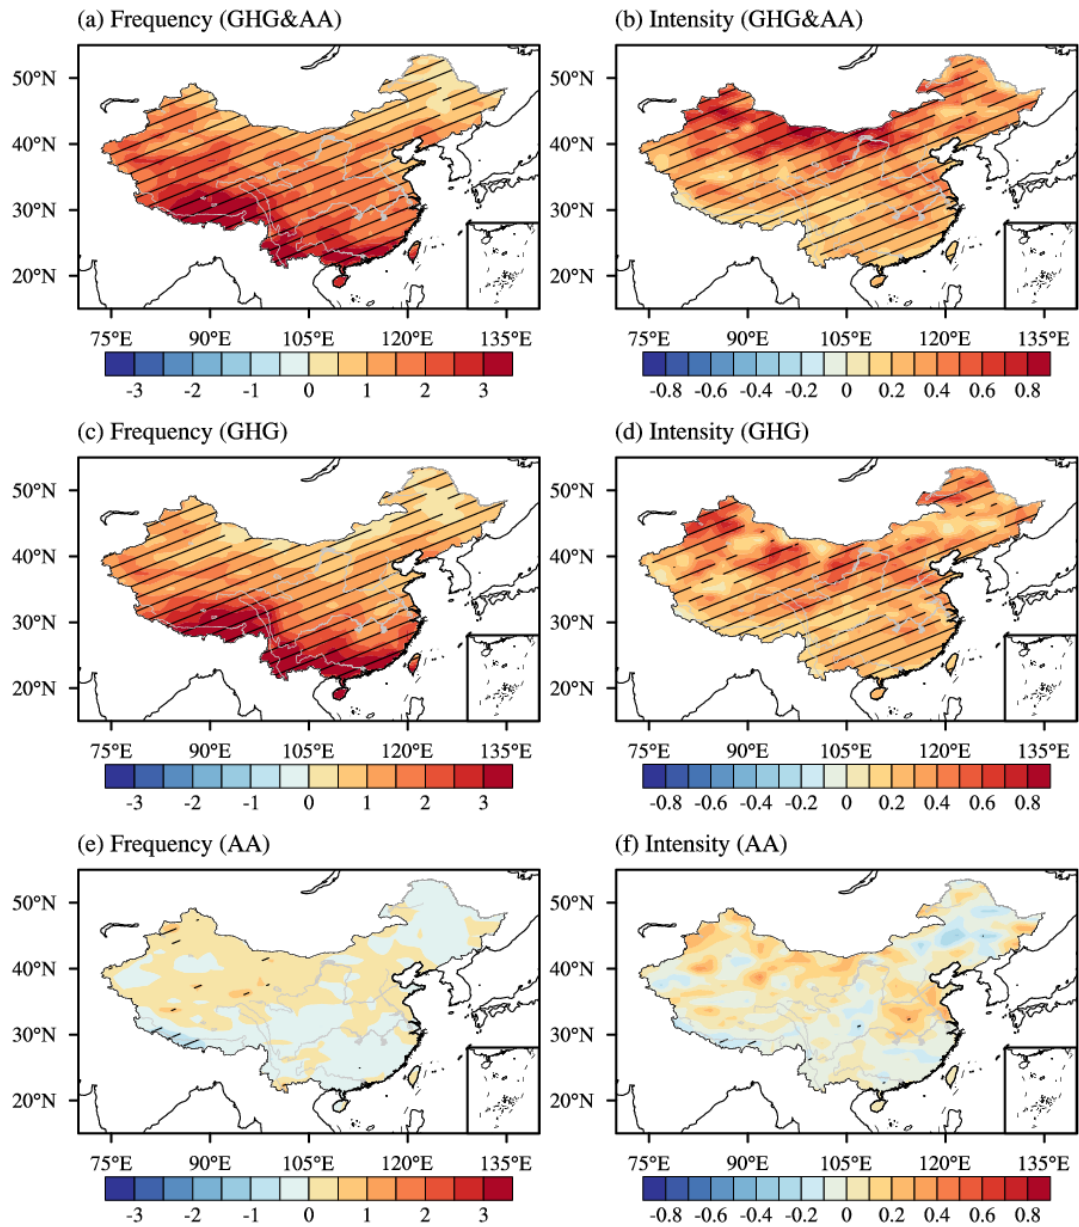 (a) Frequency (GHG&AA)
50°N
40°N
30°N
20°N
75°E 90°E 105°E 120°E 135°E
-3 -2 -1 0 1 2 3
(b) Intensity (GHG&AA)
50°N
40°N
30°N
20°N
75°E 90°E 105°E 120°E 135°E
-0.8 -0.6 -0.4 -0.2 0 0.2 0.4 0.6 0.8
(c) Frequency (GHG)
50°N
40°N
30°N
20°N
75°E 90°E 105°E 120°E 135°E
-3 -2 -1 0 1 2 3
(d) Intensity (GHG)
50°N
40°N
30°N
20°N
75°E 90°E 105°E 120°E 135°E
-0.8 -0.6 -0.4 -0.2 0 0.2 0.4 0.6 0.8
(e) Frequency (AA)
50°N
40°N
30°N
20°N
75°E 90°E 105°E 120°E 135°E
-3 -2 -1 0 1 2 3
(f) Intensity (AA)
50°N
40°N
30°N
20°N
75°E 90°E 105°E 120°E 135°E
-0.8 -0.6 -0.4 -0.2 0 0.2 0.4 0.6 0.8